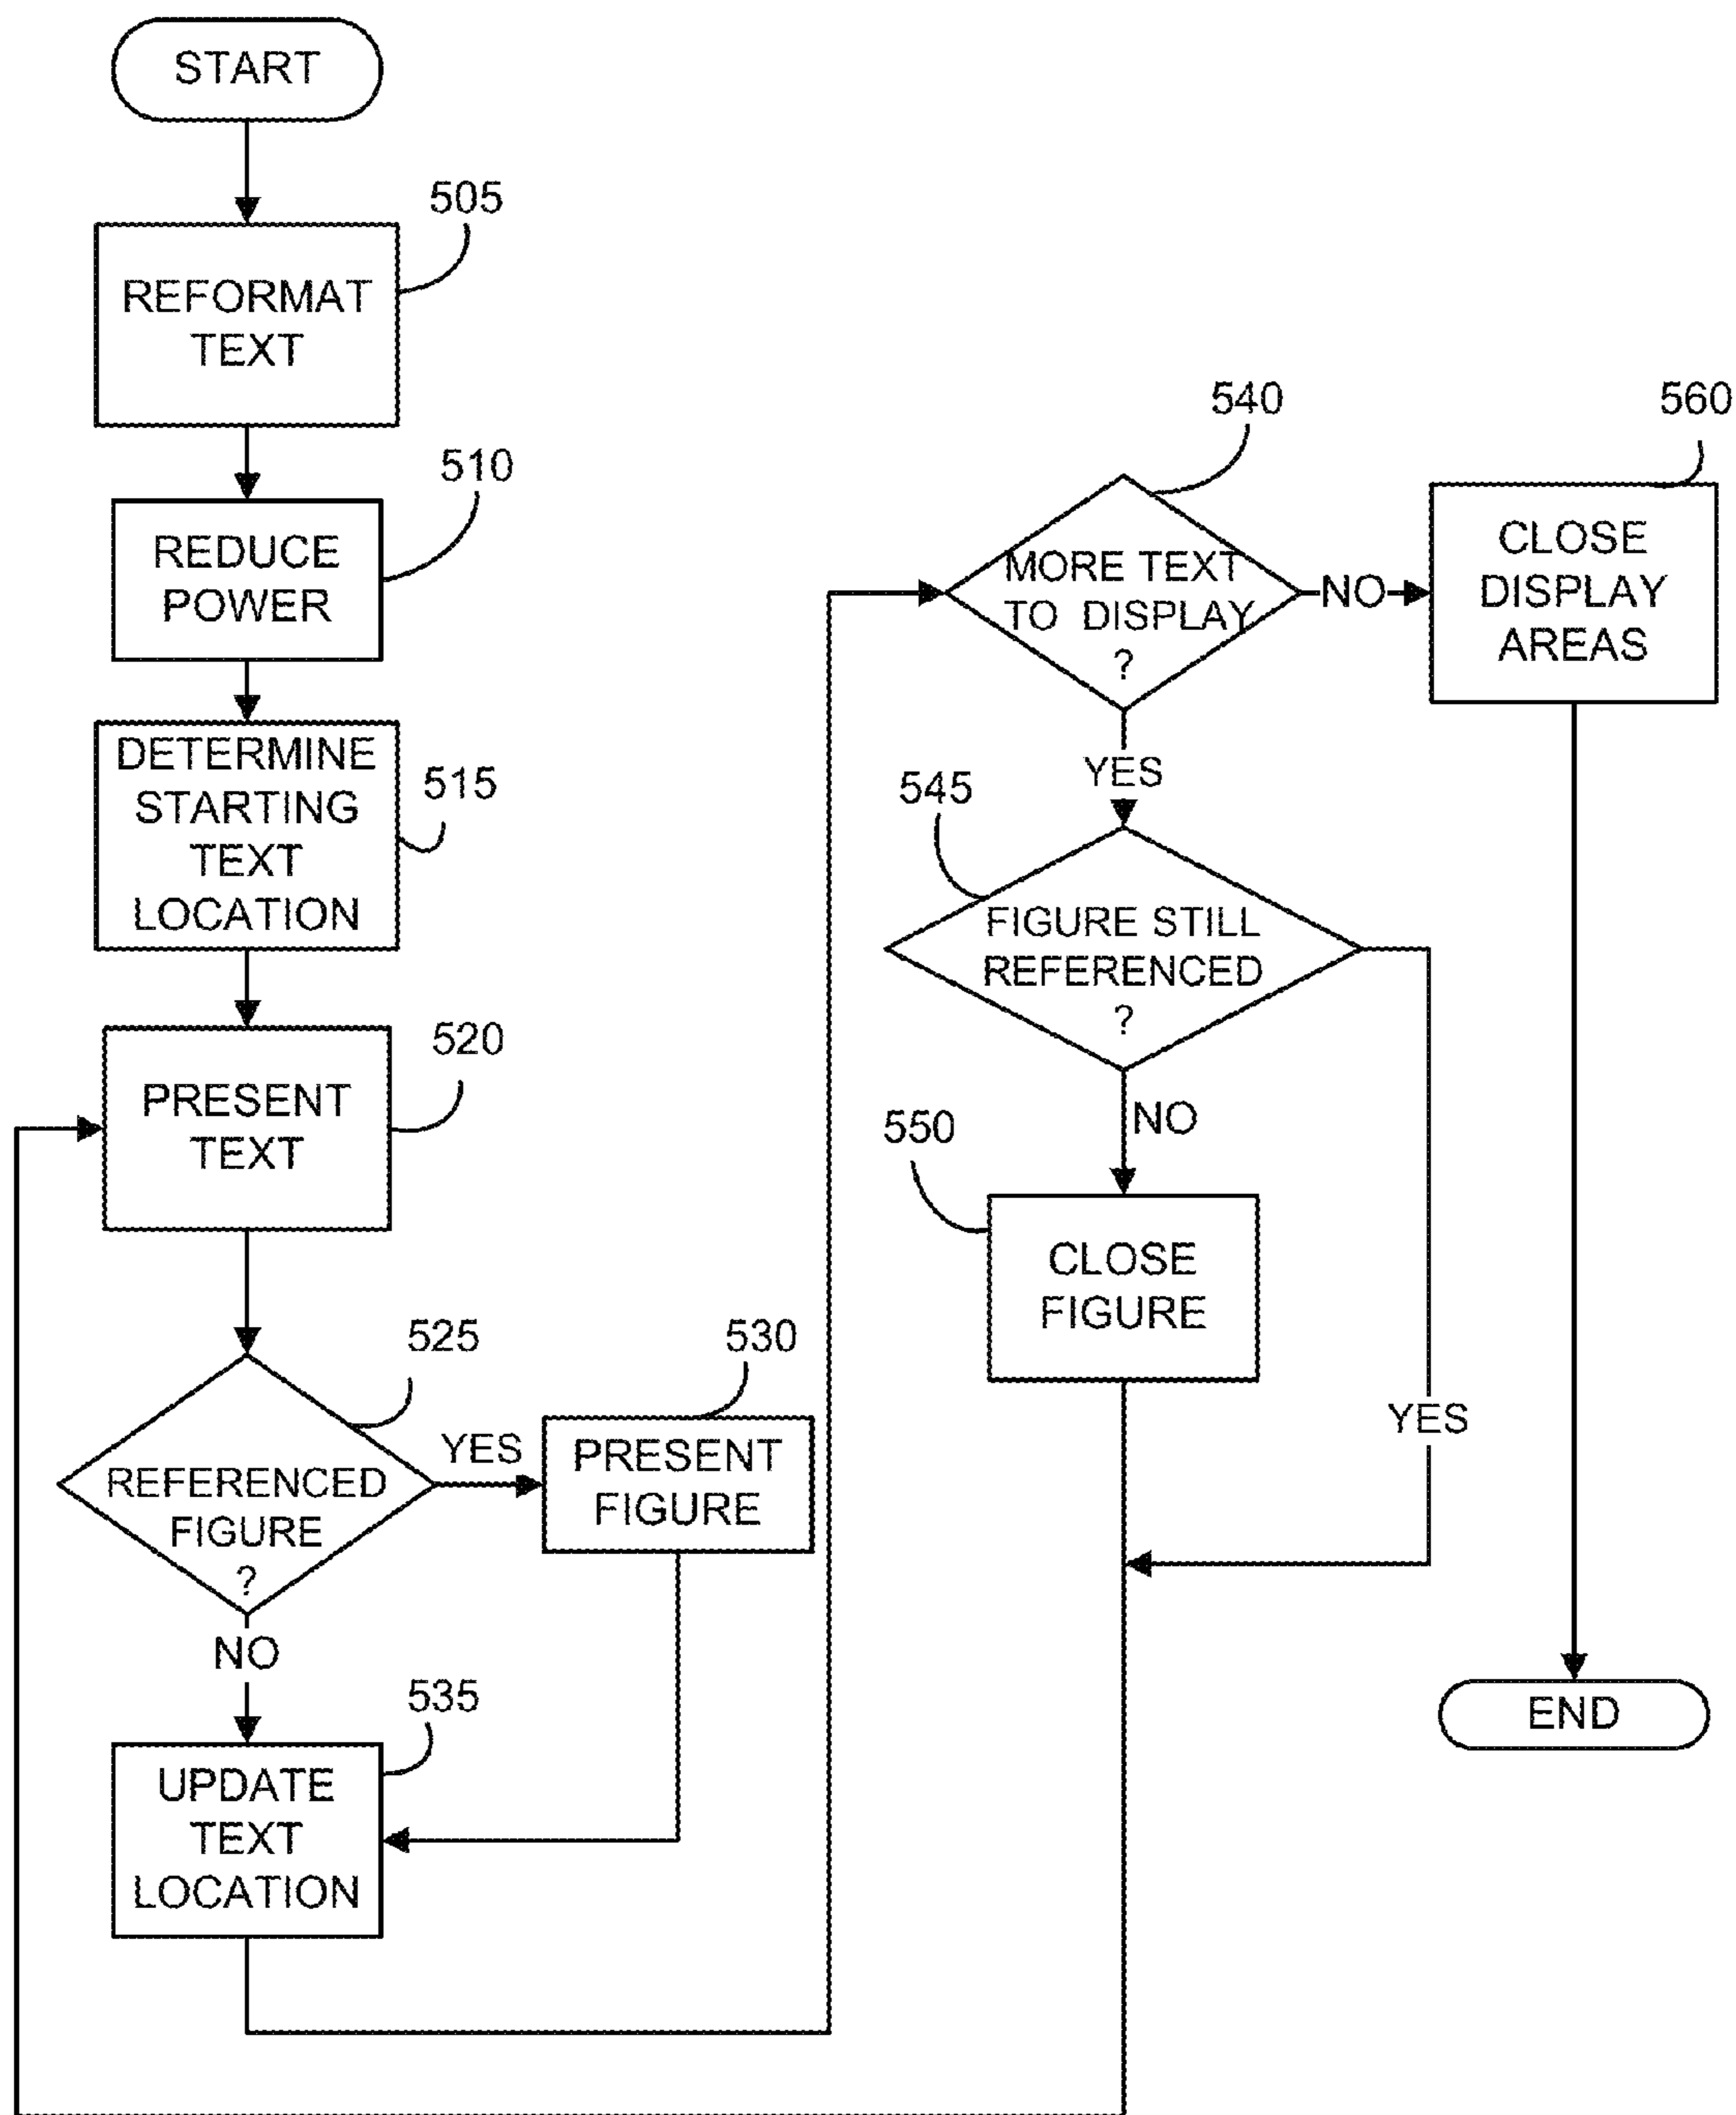 START
505
REFORMAT
TEXT
510
REDUCE
POWER
DETERMINE
STARTING
TEXT
LOCATION
515
520
PRESENT
TEXT
525
REFERENCED
FIGURE
?
YES
530
PRESENT
FIGURE
NO
535
UPDATE
TEXT
LOCATION
540
MORE TEXT
TO DISPLAY
?
NO
560
CLOSE
DISPLAY
AREAS
YES
545
FIGURE STILL
REFERENCED
?
NO
550
CLOSE
FIGURE
YES
END